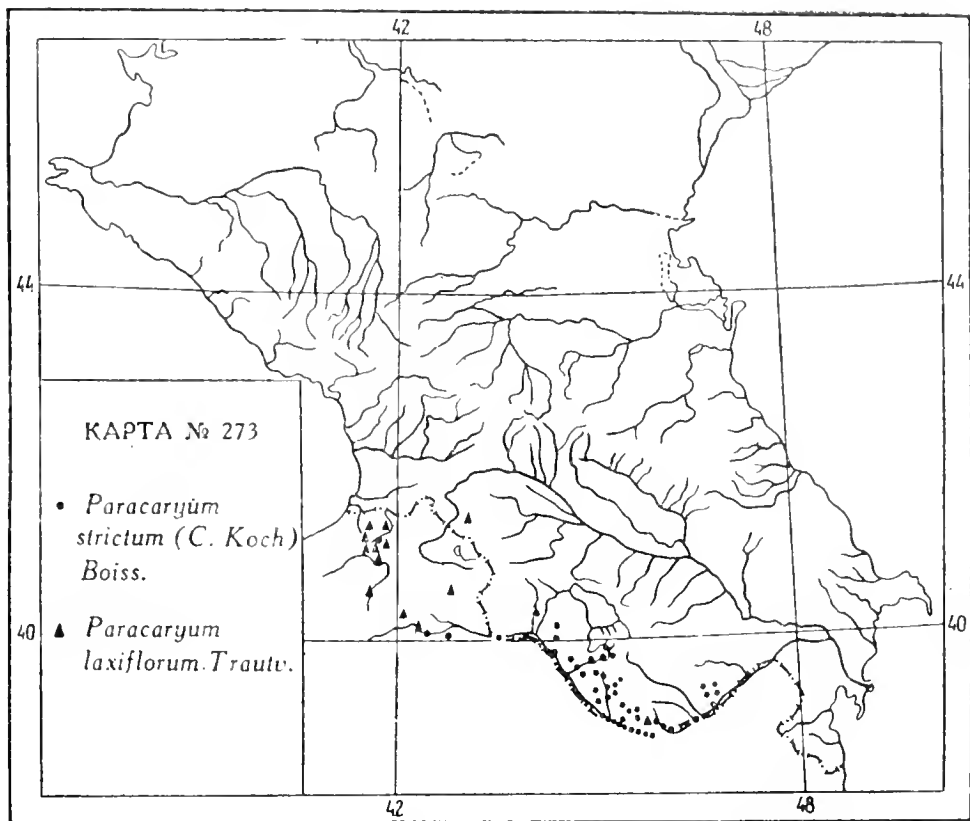 42 48
44 44
КАРТА № 273
• Paracaryum
strictum (C. Koch)
Boiss.
▲ Paracaryum
laxiflorum Trautv.
40 40
42 48